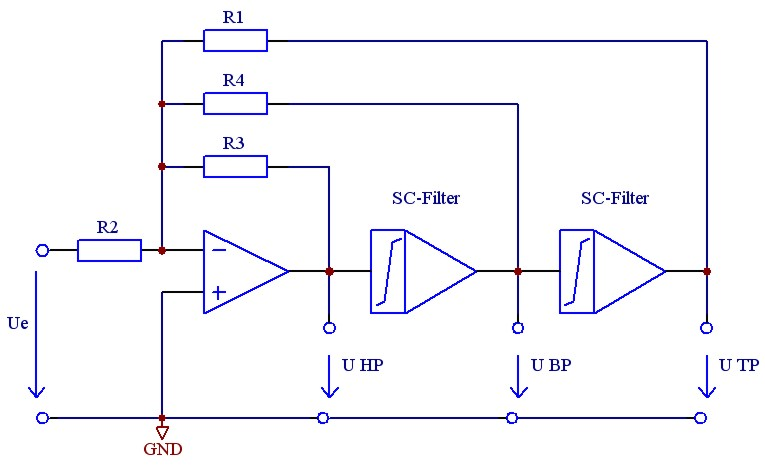 R1
R4
R3
SC-Filter
SC-Filter
R2
−
+
Ue
U HP
U BP
U TP
GND